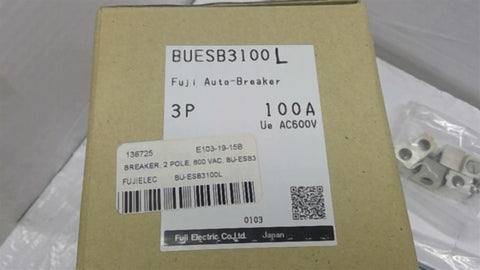 BUESB3100L
Fuji Auto-Breaker
3P 100A
Ue AC600V
136725 E103-19-15B
BREAKER, 2 POLE, 600 VAC, BU-ESB3
FUJIELEC BU-ESB3100L
0103
Fuji Electric Co.Ltd. Japan